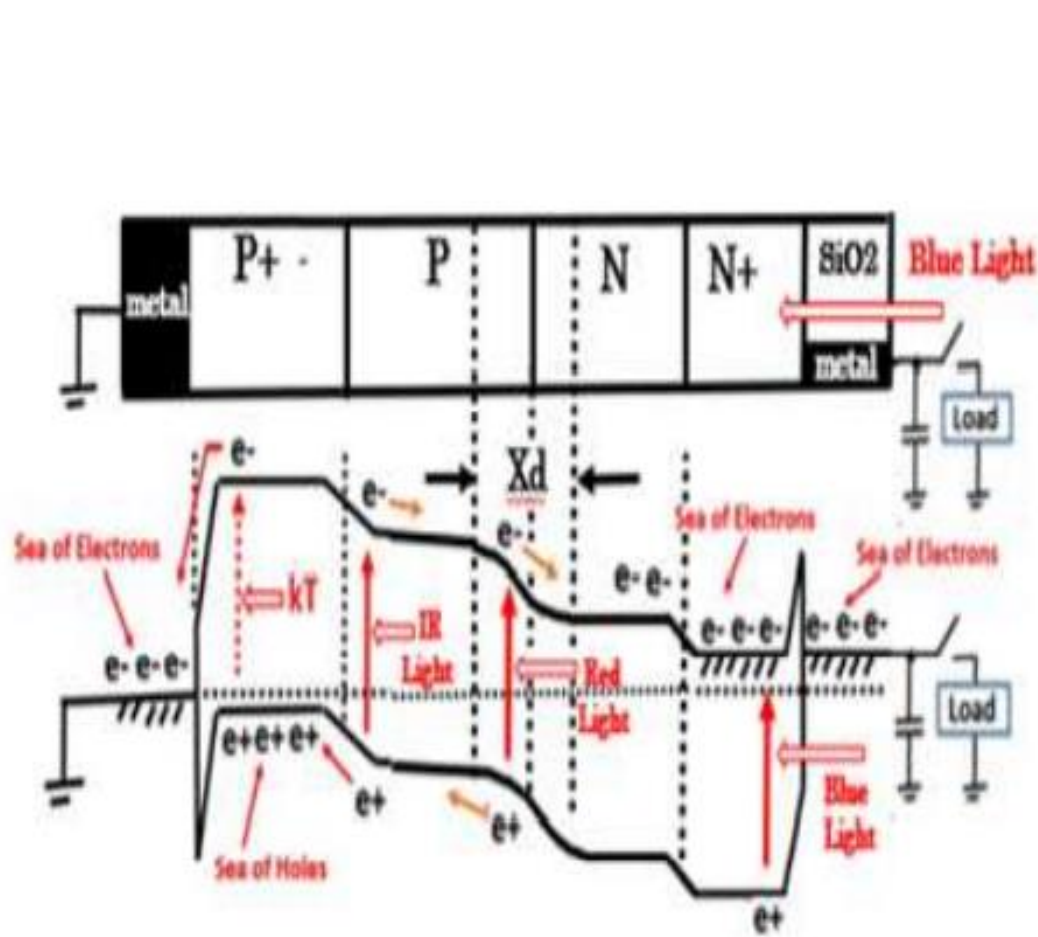 P+ P N N+ SiO2 Blue Light
metal
metal
Load
e-
Xd
e-
e-
Sea of Electrons
Sea of Electrons
Sea of Electrons
kT
e- e-
IR
Light
e- e- e-
e- e- e-
e- e- e-
Red
Light
Load
e+e+e+
e+
e+
Blue
Light
Sea of Holes
e+